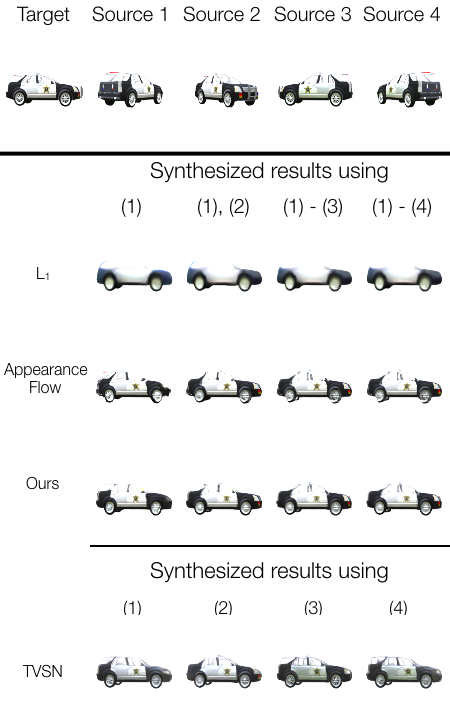 Target Source 1 Source 2 Source 3 Source 4
Synthesized results using
(1) (1), (2) (1) - (3) (1) - (4)
L₁
Appearance
Flow
Ours
Synthesized results using
(1) (2) (3) (4)
TVSN